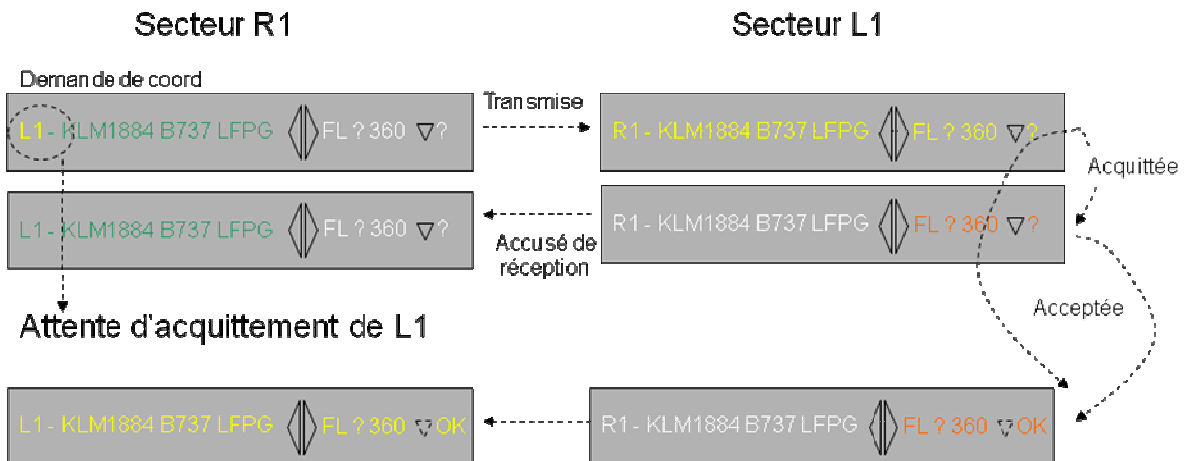 Secteur R1
Secteur L1
Demande de coord
L1- KLM1884 B737 LFPG FL ? 360 ▽?
Transmise
R1- KLM1884 B737 LFPG FL ? 360 ▽?
Acquittée
L1- KLM1884 B737 LFPG FL ? 360 ▽?
Accusé de
réception
R1- KLM1884 B737 LFPG FL ? 360 ▽?
Attente d'acquittement de L1
Acceptée
L1- KLM1884 B737 LFPG FL ? 360 ▽OK
R1- KLM1884 B737 LFPG FL ? 360 ▽OK